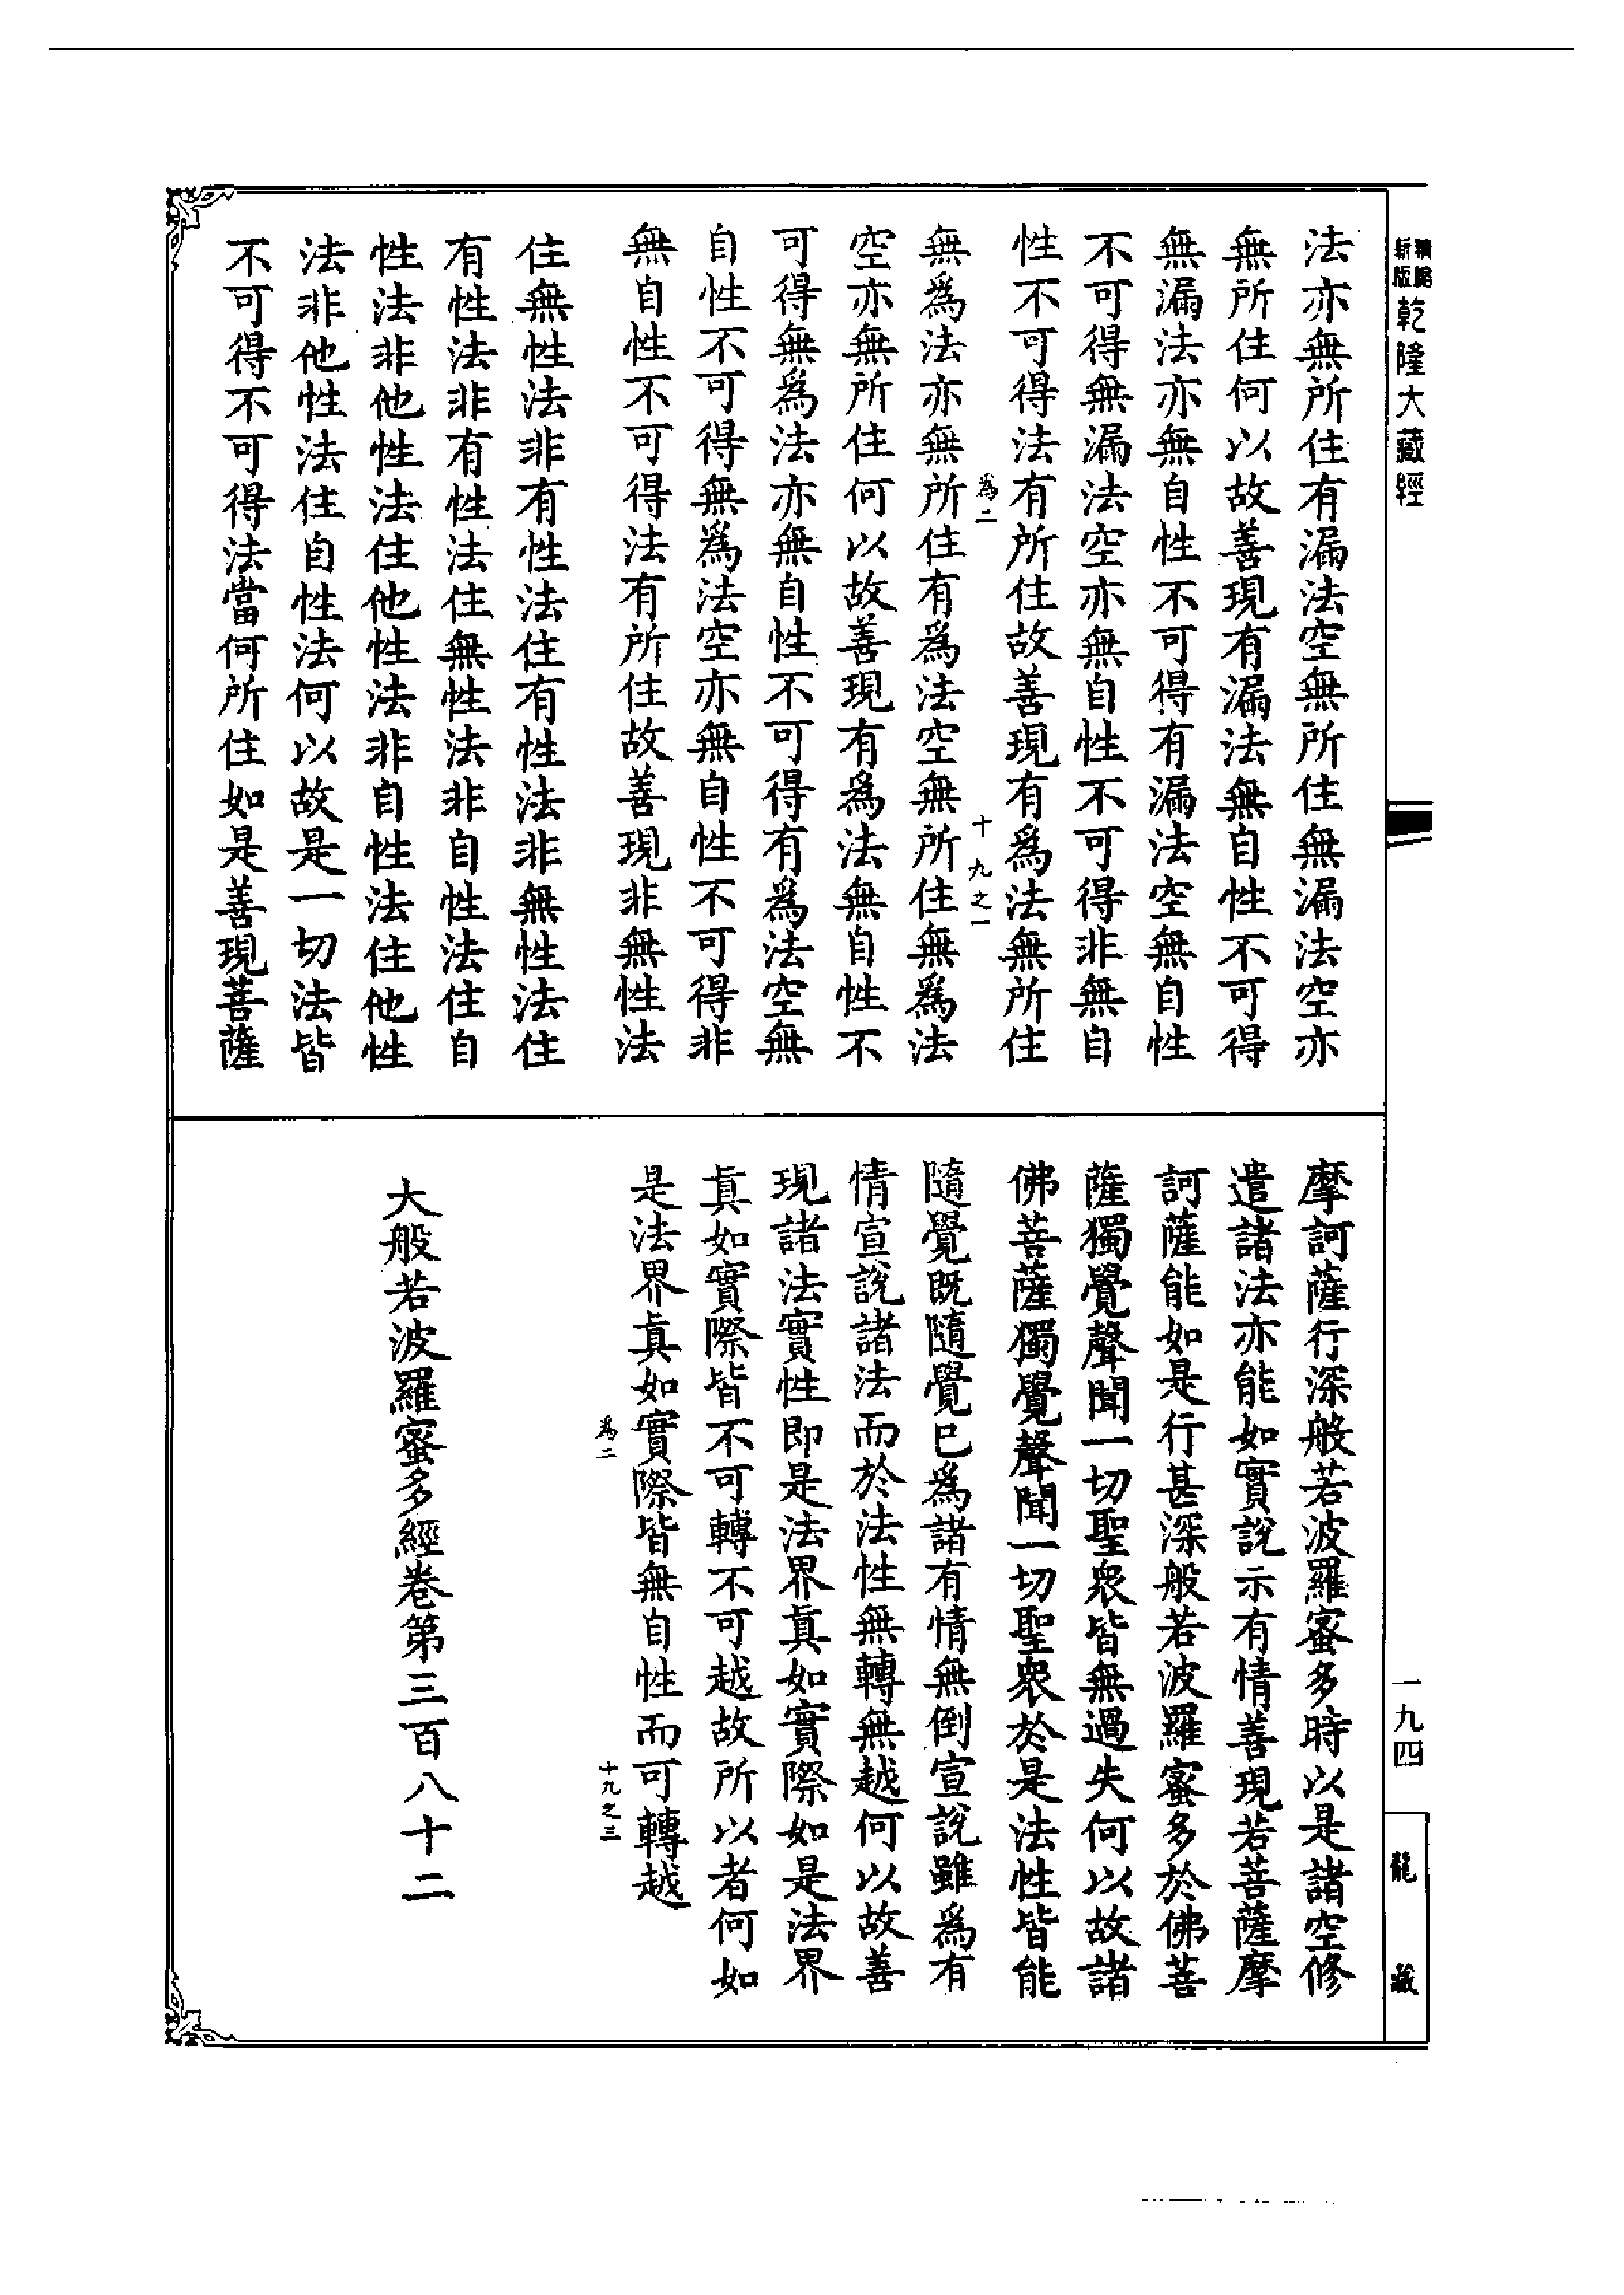 新版
精縮
乾隆大藏經
法亦無所住有漏法空無所住無漏法空亦
無所住何以故善現有漏法無自性不可得
無漏法亦無自性不可得有漏法空無自性
不可得無漏法空亦無自性不可得非無自
性不可得法有所住故善現有為法無所住
為二
十九之一
無為法亦無所住有為法空無所住無為法
空亦無所住何以故善現有為法無自性不
可得無為法亦無自性不可得有為法空無
自性不可得無為法空亦無自性不可得非
無自性不可得法有所住故善現非無性法
住無性法非有性法住有性法非無性法住
有性法非有性法住無性法非自性法住自
性法非他性法住他性法非自性法住他性
法非他性法住自性法何以故是一切法皆
不可得不可得法當何所住如是善現菩薩
摩訶薩行深般若波羅蜜多時以是諸空修
遣諸法亦能如實說示有情善現若菩薩摩
訶薩能如是行甚深般若波羅蜜多於佛菩
薩獨覺聲聞一切聖衆皆無過失何以故諸
佛菩薩獨覺聲聞一切聖衆於是法性皆能
隨覺既隨覺已為諸有情無倒宣說雖為有
情宣說諸法而於法性無轉無越何以故善
現諸法實性即是法界真如實際如是法界
真如實際皆不可轉不可越故所以者何如
是法界真如實際皆無自性而可轉越
為二
十九之三
大般若波羅蜜多經卷第三百八十二
一九四
龍藏